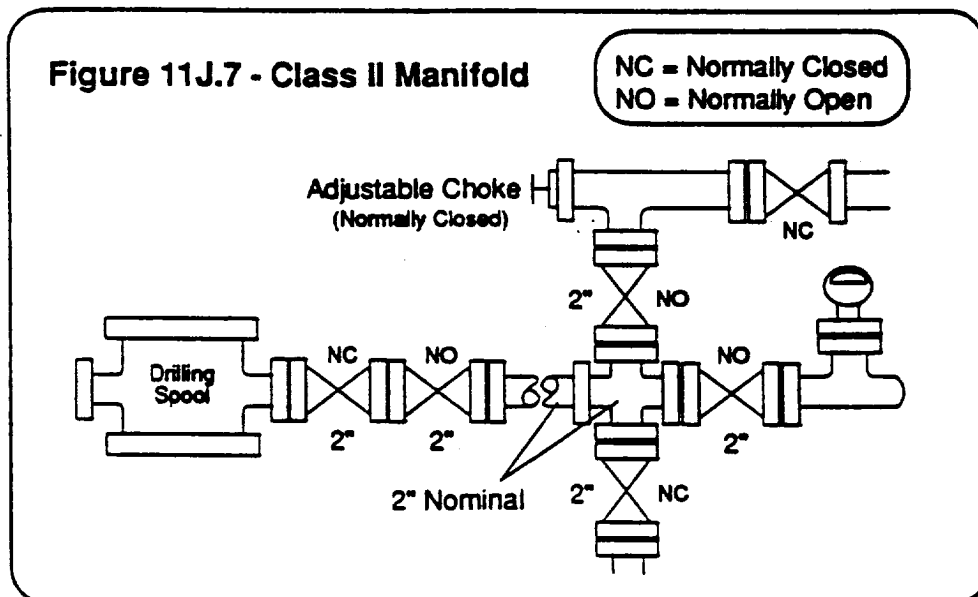 Figure 11J.7 - Class II Manifold
NC = Normally Closed
NO = Normally Open
Adjustable Choke
(Normally Closed)
NC
2" NO
NC NO
NO
Drilling
Spool
2" 2"
2"
2" Nominal
2" NC